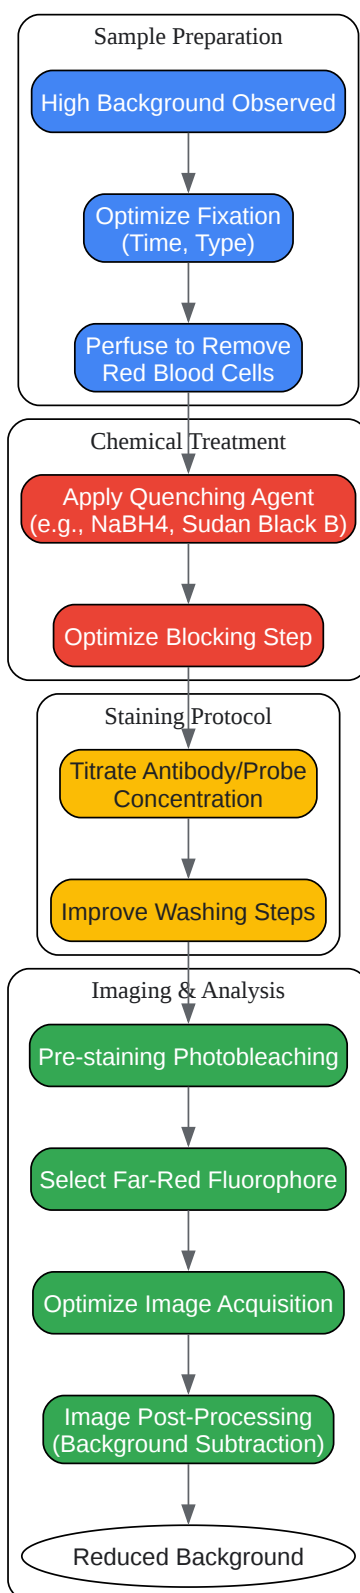 Sample Preparation
High Background Observed
Optimize Fixation
(Time, Type)
Perfuse to Remove
Red Blood Cells
Chemical Treatment
Apply Quenching Agent
(e.g., NaBH4, Sudan Black B)
Optimize Blocking Step
Staining Protocol
Titrate Antibody/Probe
Concentration
Improve Washing Steps
Imaging & Analysis
Pre-staining Photobleaching
Select Far-Red Fluorophore
Optimize Image Acquisition
Image Post-Processing
(Background Subtraction)
Reduced Background